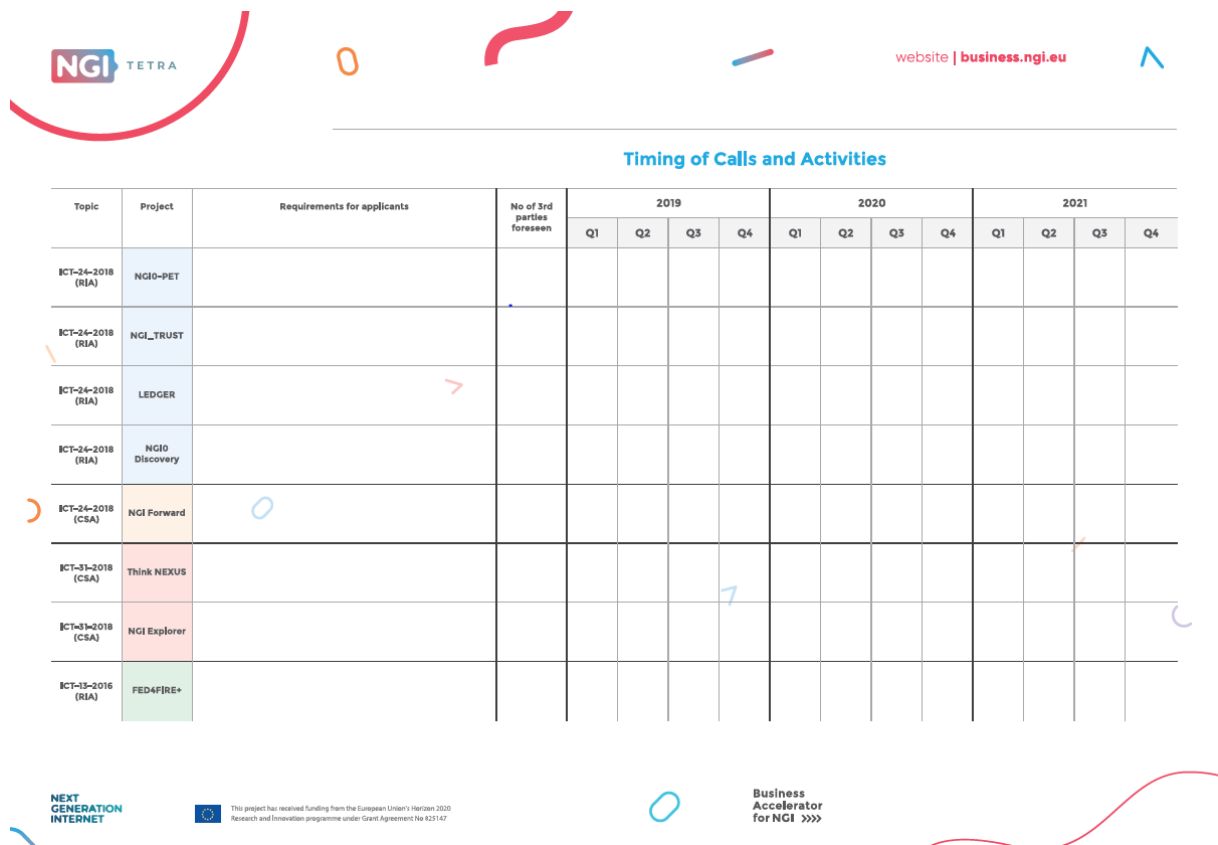 NGI TETRA
website | business.ngi.eu
Timing of Calls and Activities
Topic Project Requirements for applicants No of 3rd parties foreseen 2019 2020 2021
Q1 Q2 Q3 Q4 Q1 Q2 Q3 Q4 Q1 Q2 Q3 Q4
ICT-24-2018
(RIA)
NGI0-PET
ICT-24-2018
(RIA)
NGI_TRUST
ICT-24-2018
(RIA)
LEDGER
ICT-24-2018
(RIA)
NGI0
Discovery
ICT-24-2018
(CSA)
NGI Forward
ICT-31-2018
(CSA)
Think NEXUS
ICT-31-2018
(CSA)
NGI Explorer
ICT-13-2016
(RIA)
FED4FIRE+
NEXT
GENERATION
INTERNET
This project has received funding from the European Union's Horizon 2020
Research and Innovation programme under Grant Agreement No 825147
Business
Accelerator
for NGI >>>>